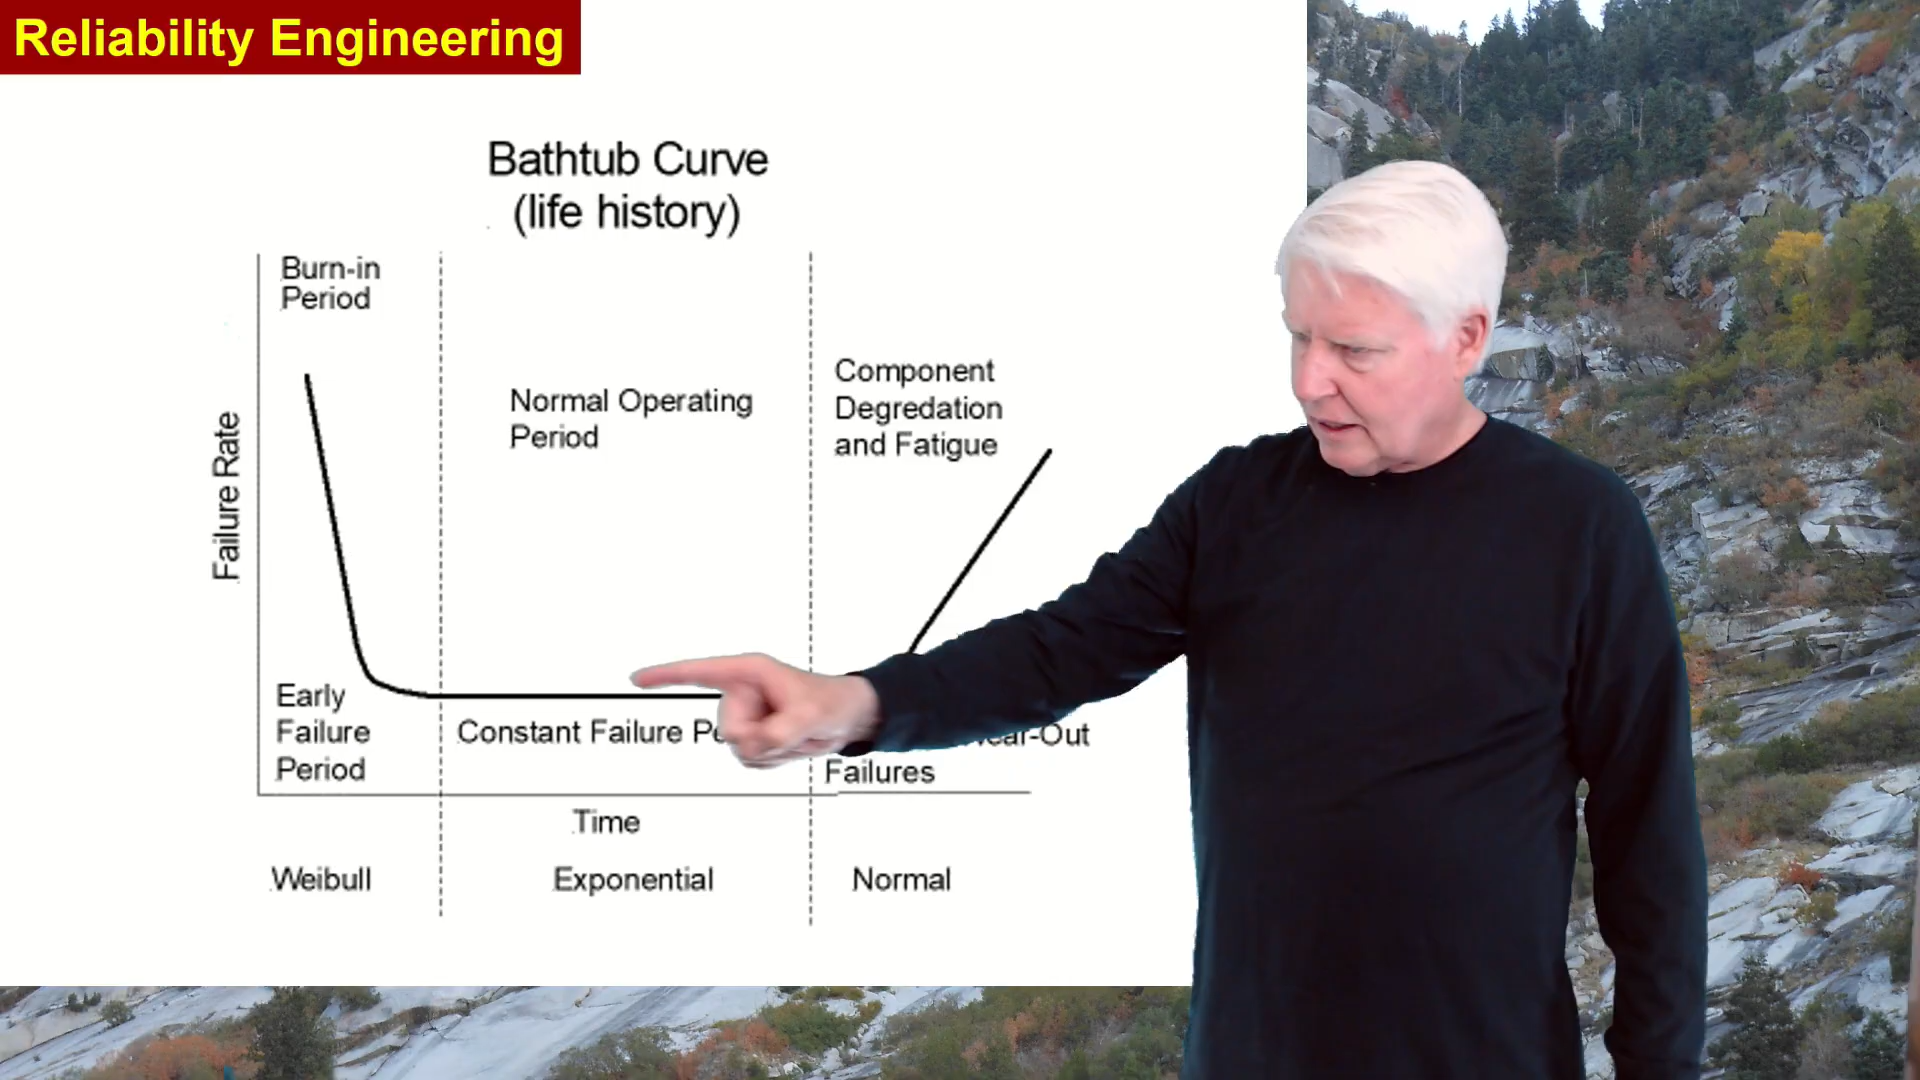 Reliability Engineering
Bathtub Curve
(life history)
Burn-in
Period
Normal Operating
Period
Component
Degredation
and Fatigue
Failure Rate
Early
Failure
Period
Constant Failure
Failures
Time
Weibull
Exponential
Normal